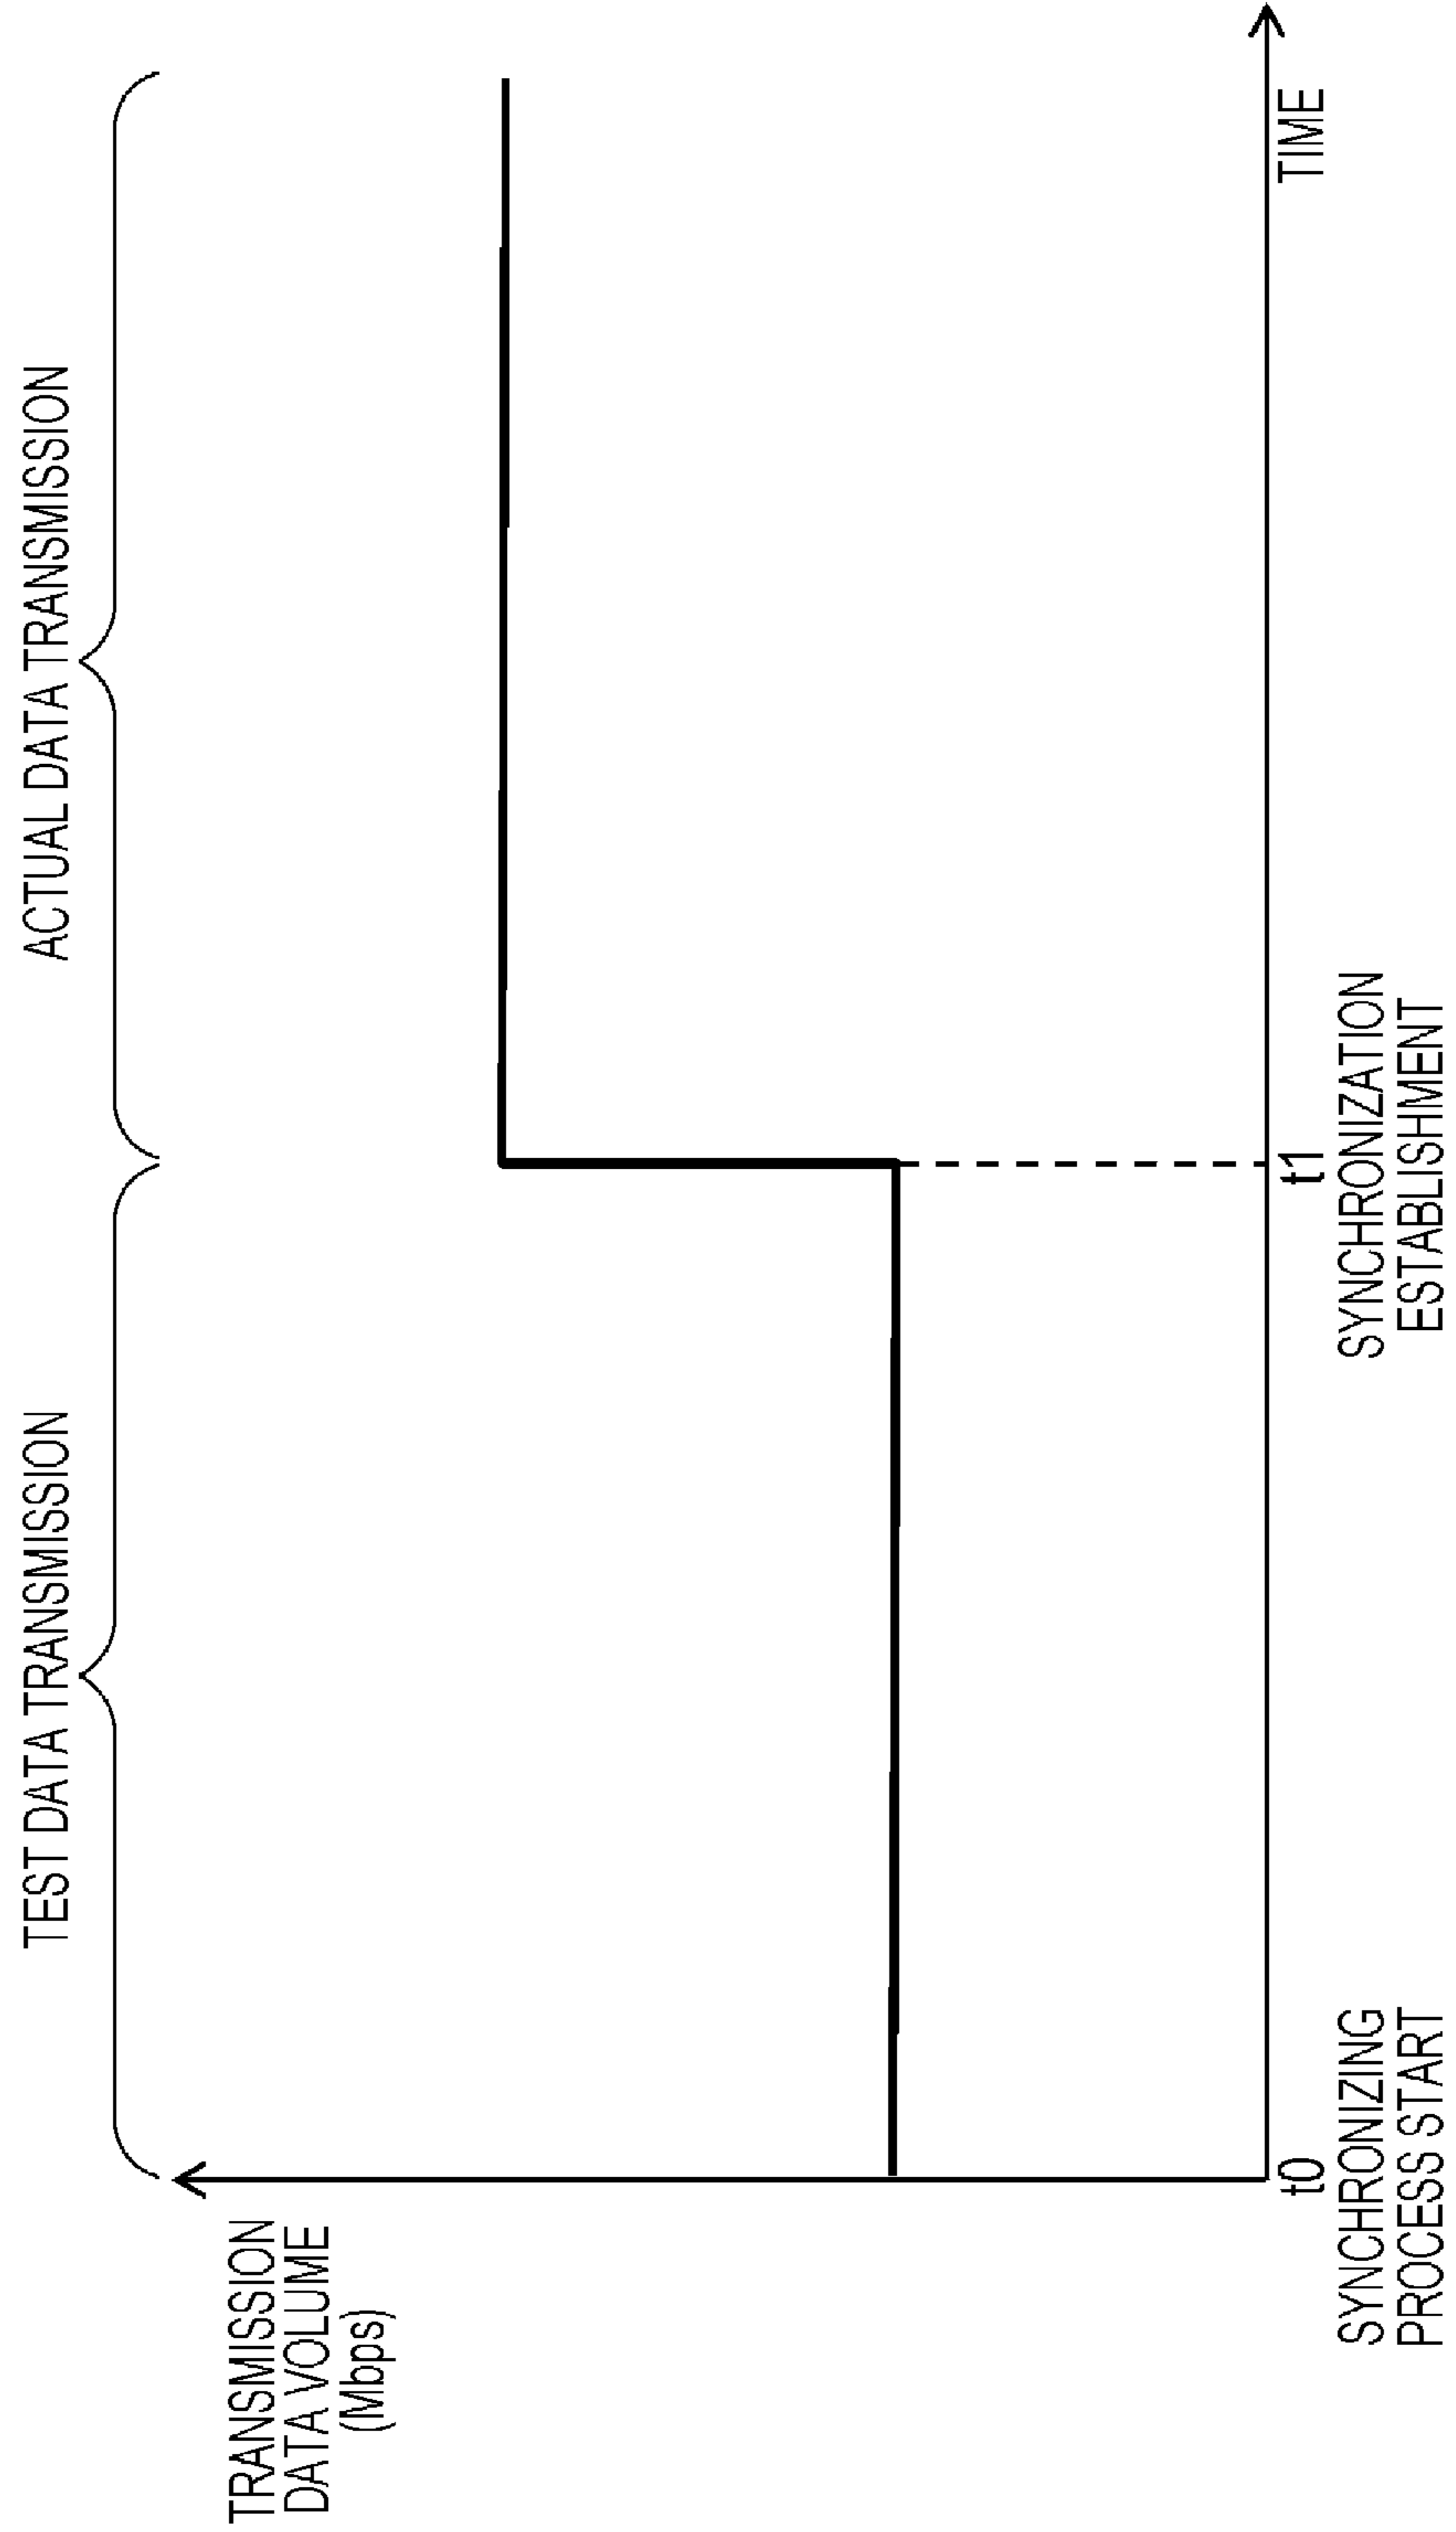 TEST DATA TRANSMISSION
ACTUAL DATA TRANSMISSION
TRANSMISSION
DATA VOLUME
(Mbps)
t0
t1
TIME
SYNCHRONIZING
PROCESS START
SYNCHRONIZATION
ESTABLISHMENT